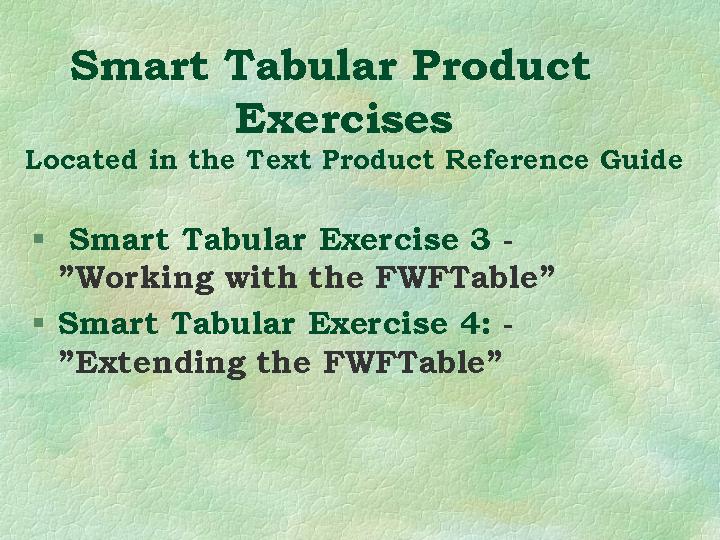 Smart Tabular Product
Exercises
Located in the Text Product Reference Guide
§ Smart Tabular Exercise 3 -
”Working with the FWFTable”
§ Smart Tabular Exercise 4: -
”Extending the FWFTable”